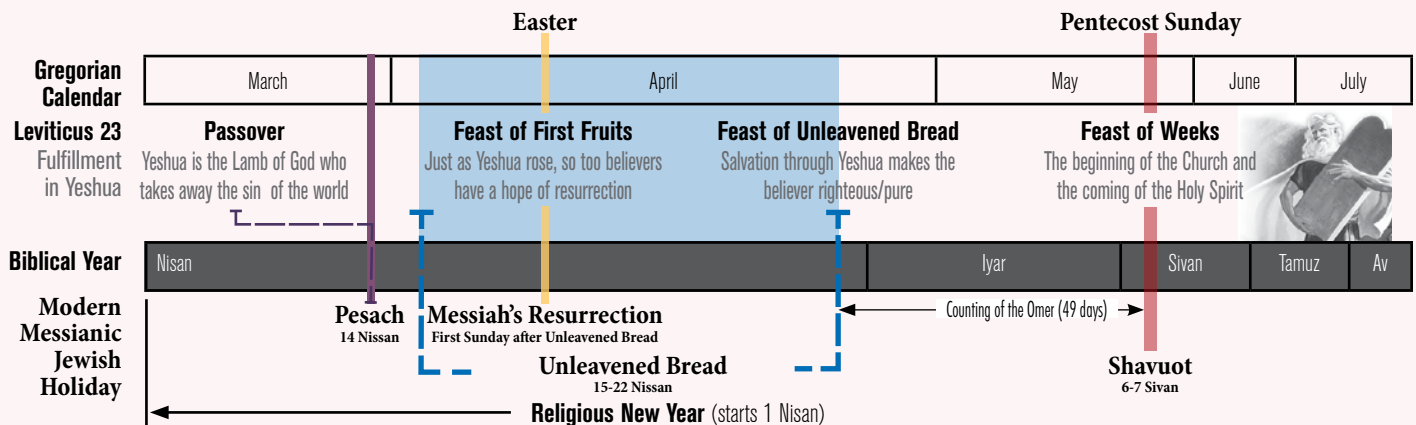 Easter
Pentecost Sunday
Gregorian
Calendar
March
April
May
June
July
Leviticus 23
Fulfillment
in Yeshua
Passover
Yeshua is the Lamb of God who
takes away the sin of the world
Feast of First Fruits
Just as Yeshua rose, so too believers
have a hope of resurrection
Feast of Unleavened Bread
Salvation through Yeshua makes the
believer righteous/pure
Feast of Weeks
The beginning of the Church and
the coming of the Holy Spirit
Biblical Year
Nisan
Iyar
Sivan
Tamuz
Av
Modern
Messianic
Jewish
Holiday
Pesach
14 Nissan
Messiah's Resurrection
First Sunday after Unleavened Bread
Counting of the Omer (49 days)
Unleavened Bread
15-22 Nissan
Shavuot
6-7 Sivan
Religious New Year (starts 1 Nisan)